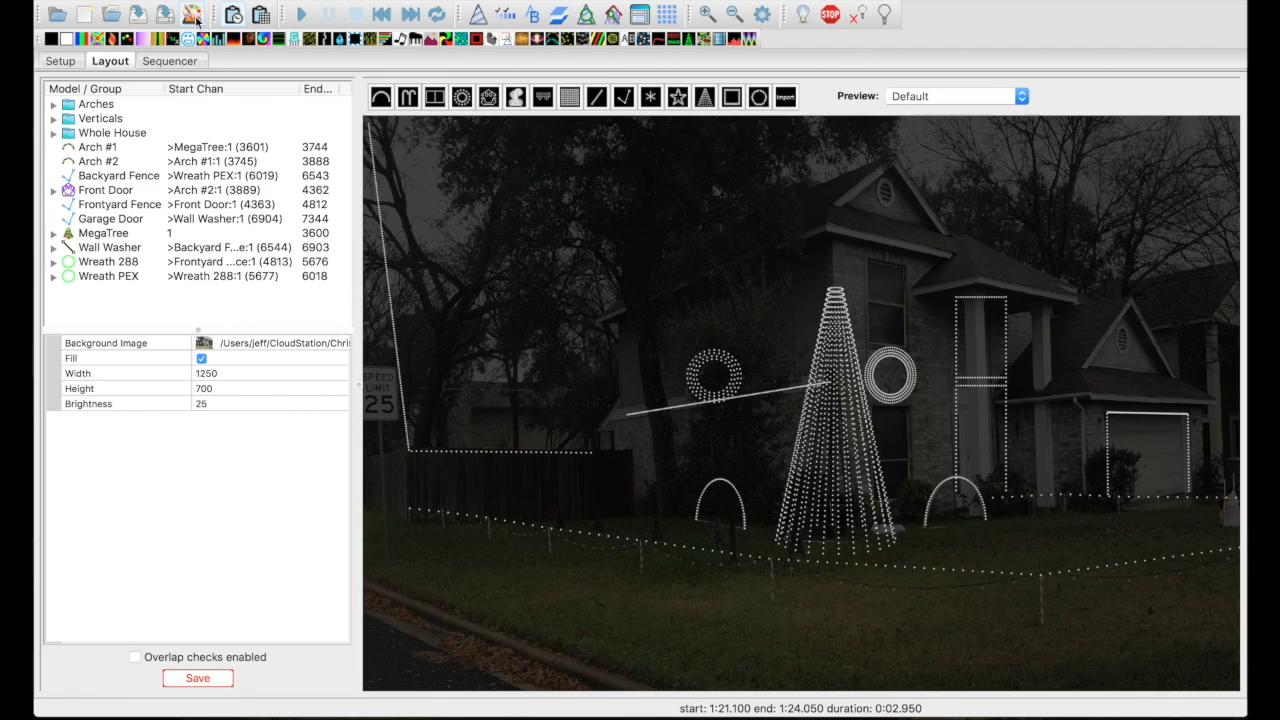 Setup Layout Sequencer
Model / Group Start Chan End...
Import
Preview: Default
Arches
Verticals
Whole House
Arch #1 >MegaTree:1 (3601) 3744
Arch #2 >Arch #1:1 (3745) 3888
Backyard Fence >Wreath PEX:1 (6019) 6543
Front Door >Arch #2:1 (3889) 4362
Frontyard Fence >Front Door:1 (4363) 4812
Garage Door >Wall Washer:1 (6904) 7344
MegaTree 1 3600
Wall Washer >Backyard F...e:1 (6544) 6903
Wreath 288 >Frontyard ...ce:1 (4813) 5676
Wreath PEX >Wreath 288:1 (5677) 6018
Background Image /Users/jeff/CloudStation/Chris
Fill
Width 1250
Height 700
Brightness 25
SPEED
LIMIT
25
Overlap checks enabled
Save
start: 1:21.100 end: 1:24.050 duration: 0:02.950
STOP